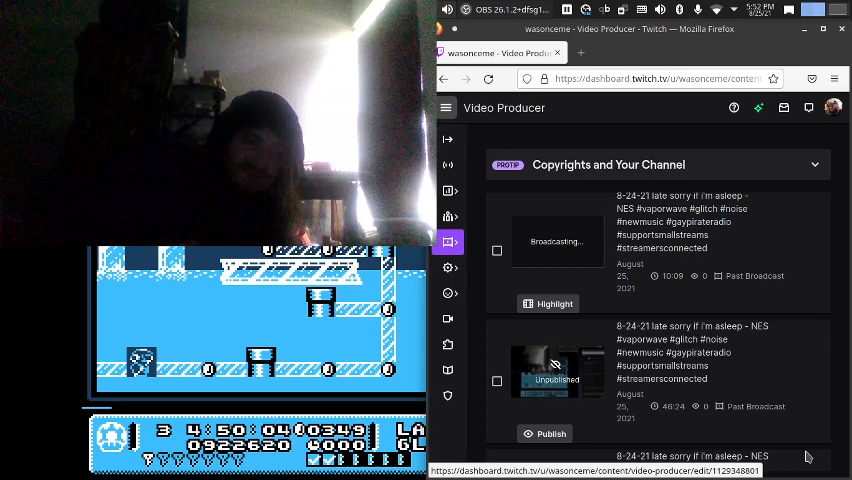 OBS 26.1.2+dfsg1...
5:52 PM
8/25/21
wasonceme - Video Producer - Twitch — Mozilla Firefox
wasonceme - Video Produc
https://dashboard.twitch.tv/u/wasonceme/content
Video Producer
PROTIP Copyrights and Your Channel
8-24-21 late sorry if i'm asleep -
NES #vaporwave #glitch #noise
#newmusic #gaypirateradio
#supportsmallstreams
#streamersconnected
Broadcasting...
August
25,
2021
10:09 0 Past Broadcast
Highlight
8-24-21 late sorry if i'm asleep - NES
#vaporwave #glitch #noise
#newmusic #gaypirateradio
#supportsmallstreams
#streamersconnected
Unpublished
August
25,
2021
46:24 0 Past Broadcast
Publish
8-24-21 late sorry if i'm asleep - NES
https://dashboard.twitch.tv/u/wasonceme/content/video-producer/edit/1129348801
3 4:50:04 0349 LA
0922620 0000 GL